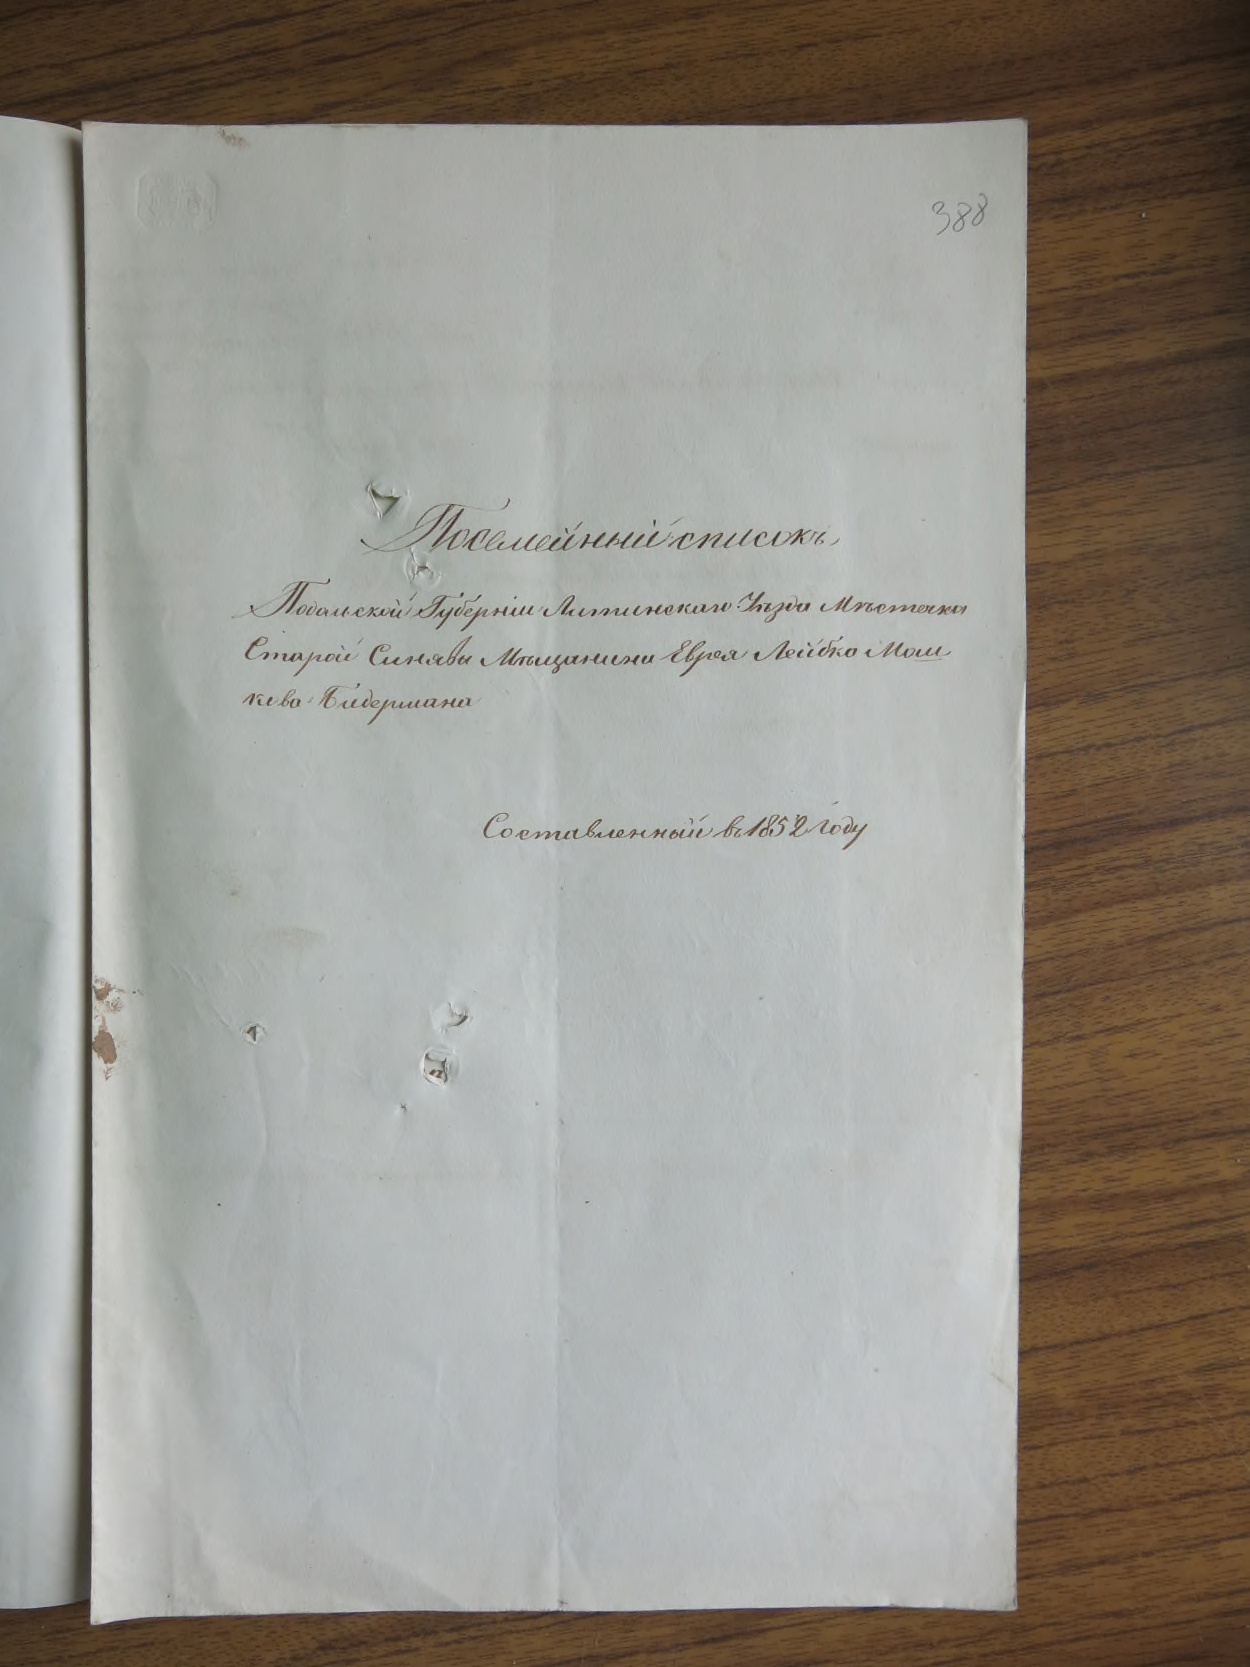 388
Посемейный списокъ
Подольской Губерніи Литинскаго Уѣзда Мѣстечка
Старой Синявы Мѣщанина Еврея Лейбко Мош
кова Бидермана
Составленный въ 1852 году